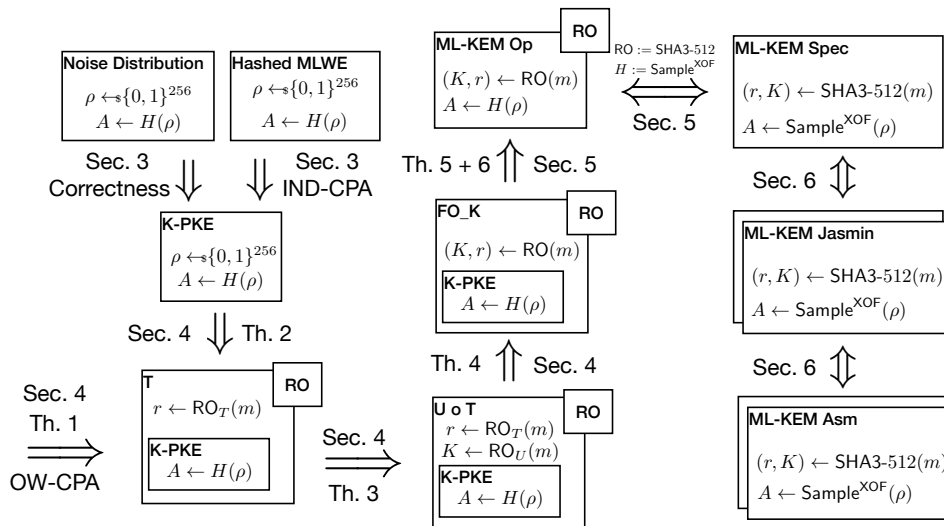 Noise Distribution
ρ ←$ {0, 1}^256
A ← H(ρ)
Hashed MLWE
ρ ←$ {0, 1}^256
A ← H(ρ)
Sec. 3
Correctness
Sec. 3
IND-CPA
K-PKE
ρ ←$ {0, 1}^256
A ← H(ρ)
Sec. 4
Th. 2
Sec. 4
Th. 1
OW-CPA
T
RO
r ← RO_T(m)
K-PKE
A ← H(ρ)
Sec. 4
Th. 3
U o T
RO
r ← RO_T(m)
K ← RO_U(m)
K-PKE
A ← H(ρ)
Th. 4
Sec. 4
FO_K
RO
(K, r) ← RO(m)
K-PKE
A ← H(ρ)
Th. 5 + 6
Sec. 5
ML-KEM Op
RO
(K, r) ← RO(m)
A ← H(ρ)
RO := SHA3-512
H := Sample^XOF
Sec. 5
ML-KEM Spec
(r, K) ← SHA3-512(m)
A ← Sample^XOF(ρ)
Sec. 6
ML-KEM Jasmin
(r, K) ← SHA3-512(m)
A ← Sample^XOF(ρ)
Sec. 6
ML-KEM Asm
(r, K) ← SHA3-512(m)
A ← Sample^XOF(ρ)